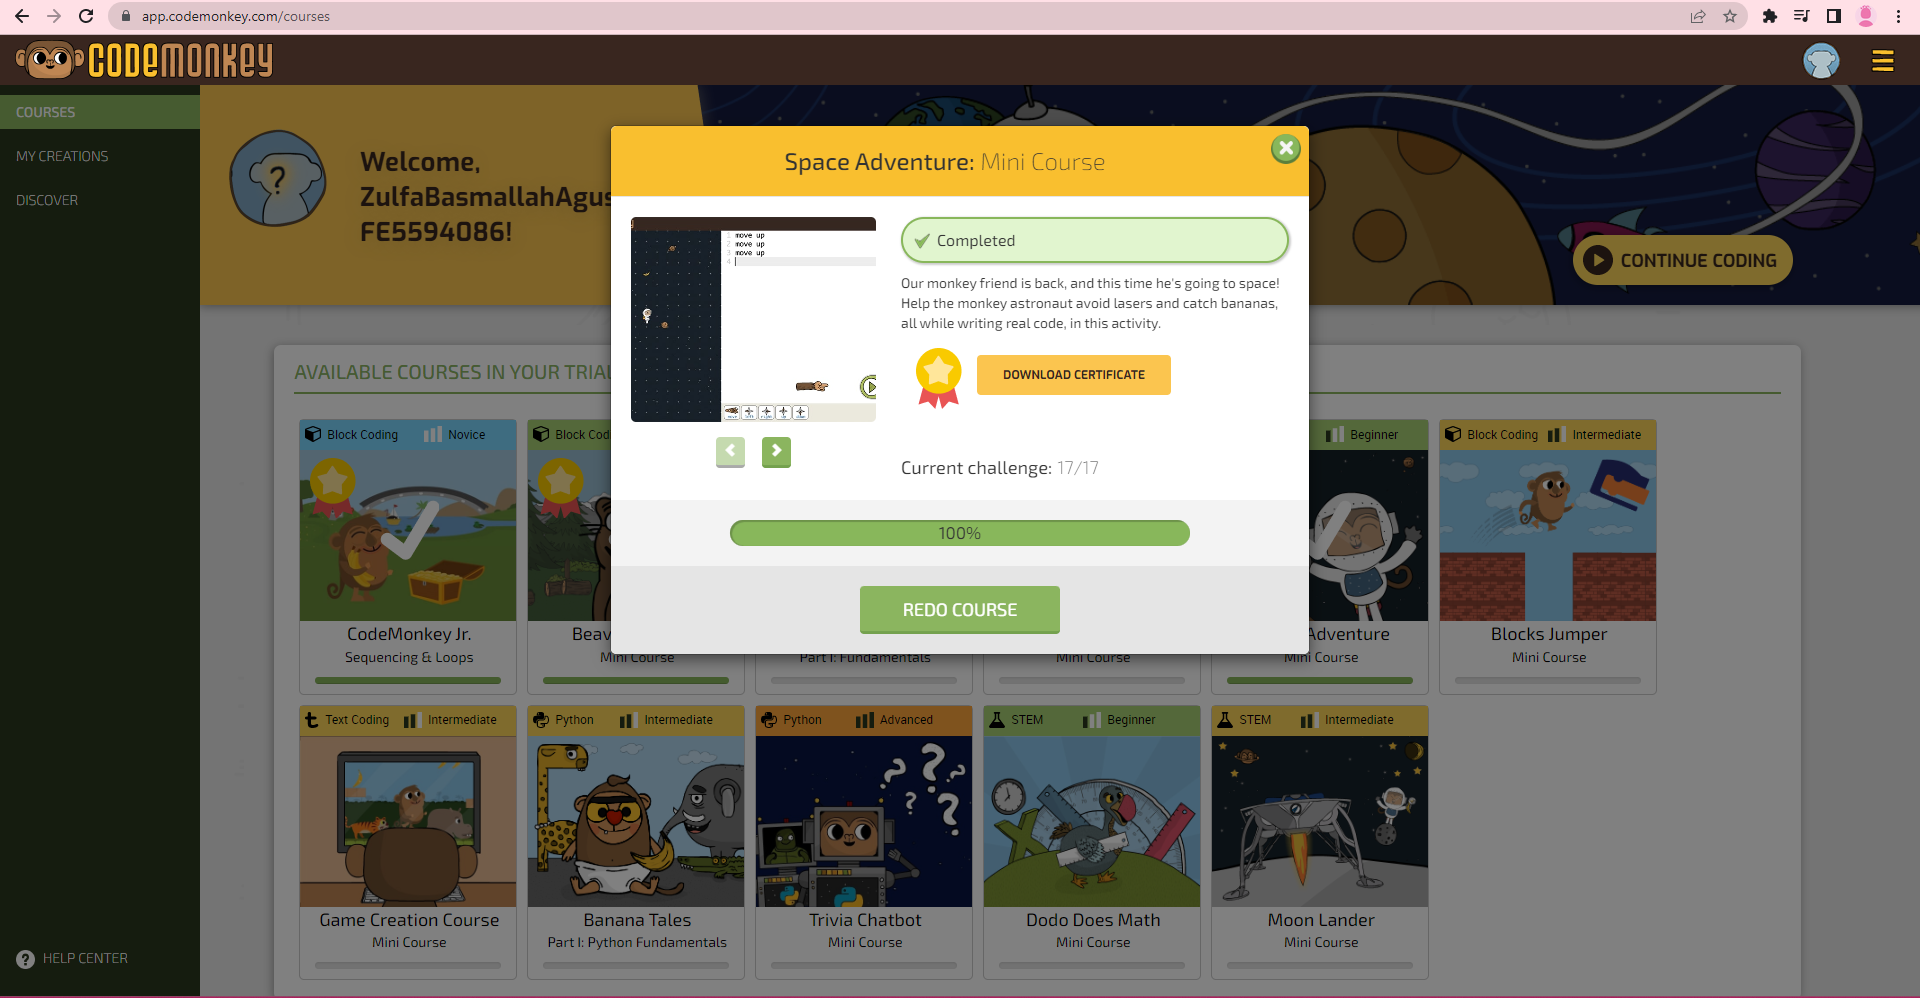 app.codemonkey.com/courses
CODEMONKEY
COURSES
MY CREATIONS
DISCOVER
HELP CENTER
Welcome,
ZulfaBasmallahAgus
FE5594086!
CONTINUE CODING
AVAILABLE COURSES IN YOUR TRIAL
Space Adventure: Mini Course
move up
move up
move up
Completed
Our monkey friend is back, and this time he's going to space!
Help the monkey astronaut avoid lasers and catch bananas,
all while writing real code, in this activity.
DOWNLOAD CERTIFICATE
Current challenge: 17/17
100%
REDO COURSE
Block Coding Novice
CodeMonkey Jr.
Sequencing & Loops
Block Cod
Beav
Mini Course
Part I: Fundamentals
Mini Course
Beginner
Adventure
Mini Course
Block Coding Intermediate
Blocks Jumper
Mini Course
Text Coding Intermediate
Game Creation Course
Mini Course
Python Intermediate
Banana Tales
Part I: Python Fundamentals
Python Advanced
Trivia Chatbot
Mini Course
STEM Beginner
Dodo Does Math
Mini Course
STEM Intermediate
Moon Lander
Mini Course